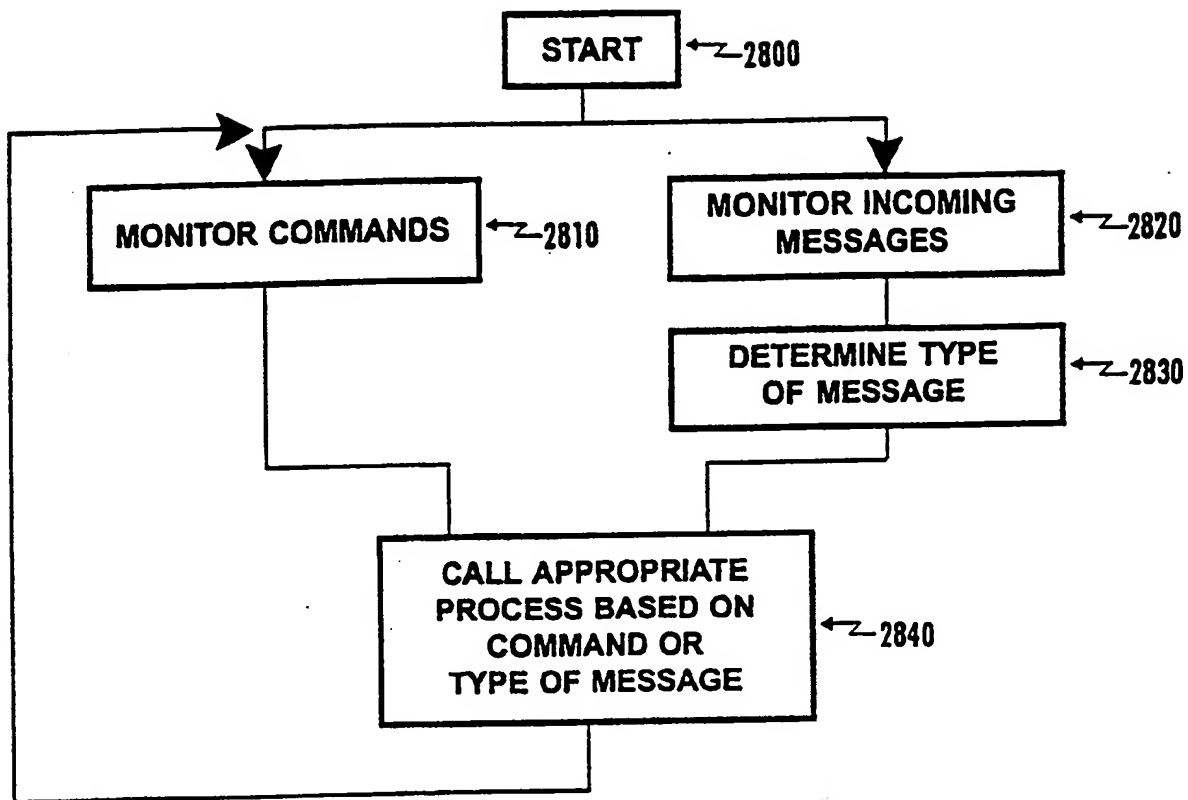 START
2800
MONITOR COMMANDS
2810
MONITOR INCOMING
MESSAGES
2820
DETERMINE TYPE
OF MESSAGE
2830
CALL APPROPRIATE
PROCESS BASED ON
COMMAND OR
TYPE OF MESSAGE
2840